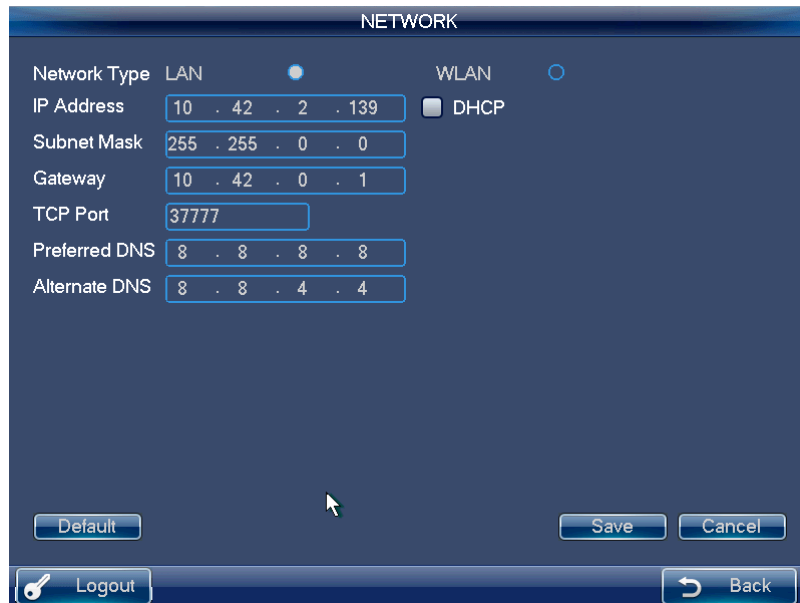 NETWORK
Network Type LAN WLAN
IP Address 10 . 42 . 2 . 139 DHCP
Subnet Mask 255 . 255 . 0 . 0
Gateway 10 . 42 . 0 . 1
TCP Port 37777
Preferred DNS 8 . 8 . 8 . 8
Alternate DNS 8 . 8 . 4 . 4
Default Save Cancel
Logout Back